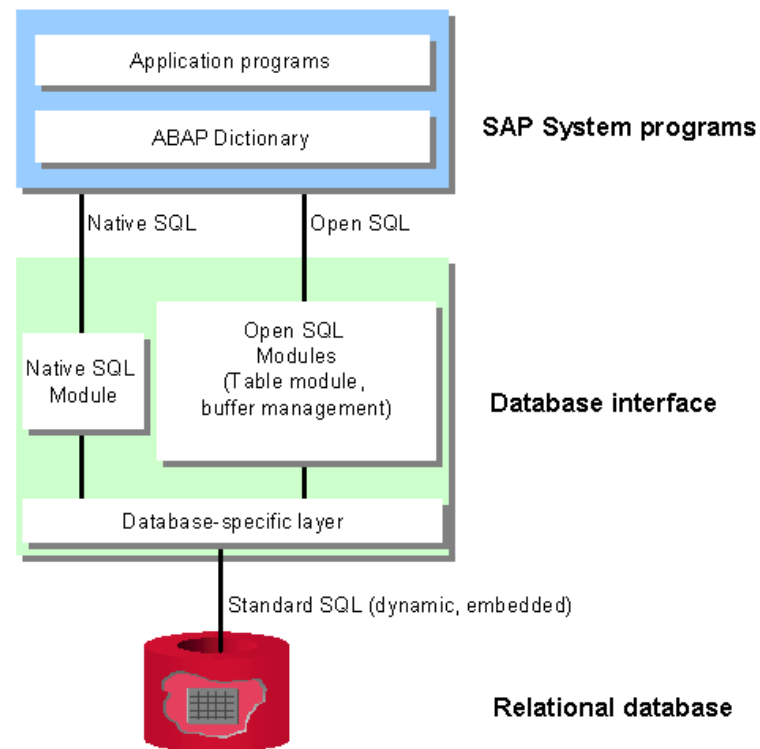 Application programs
ABAP Dictionary
SAP System programs
Native SQL
Open SQL
Open SQL
Modules
(Table module,
buffer management)
Native SQL
Module
Database interface
Database-specific layer
Standard SQL (dynamic, embedded)
Relational database